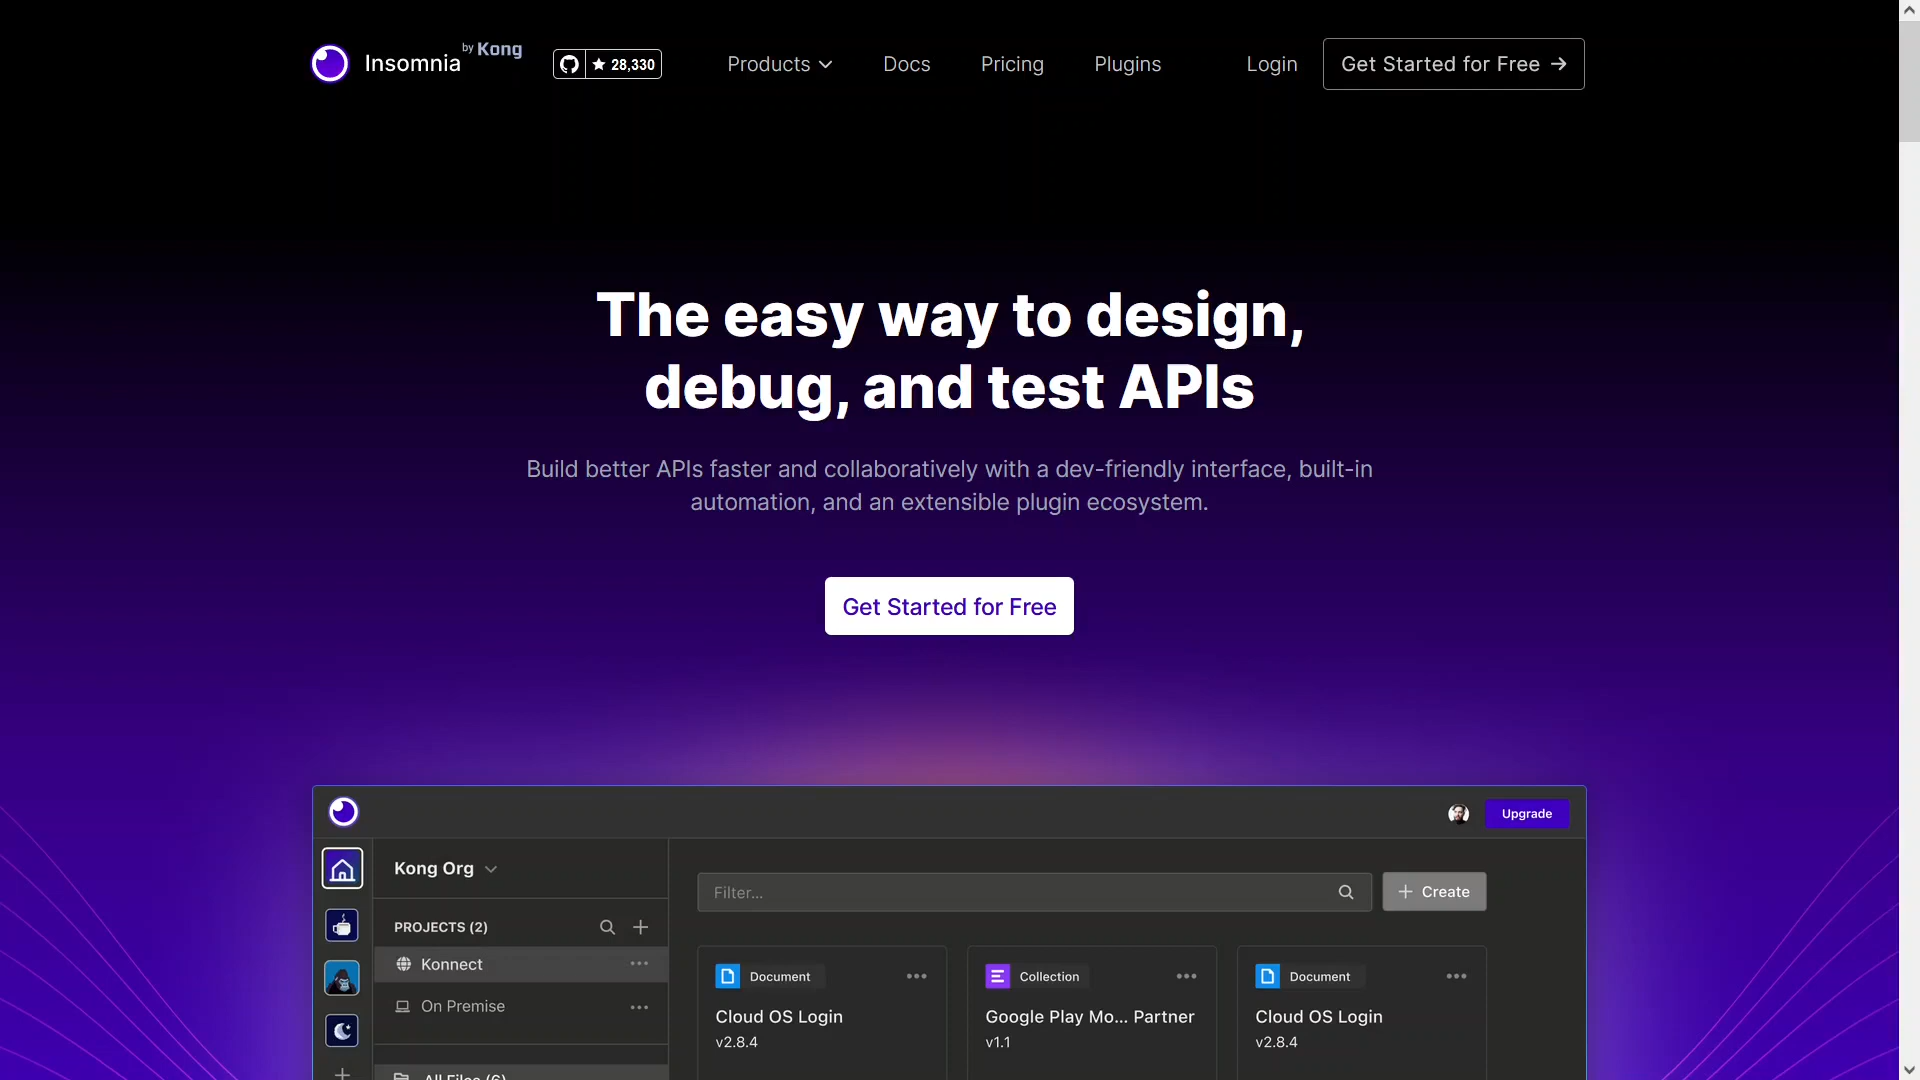 Insomnia by Kong
28,330
Products
Docs
Pricing
Plugins
Login
Get Started for Free
The easy way to design,
debug, and test APIs
Build better APIs faster and collaboratively with a dev-friendly interface, built-in
automation, and an extensible plugin ecosystem.
Get Started for Free
Upgrade
Kong Org
PROJECTS (2)
Konnect
On Premise
All Files (6)
Filter...
Create
Document
Cloud OS Login
v2.8.4
Collection
Google Play Mo... Partner
v1.1
Document
Cloud OS Login
v2.8.4